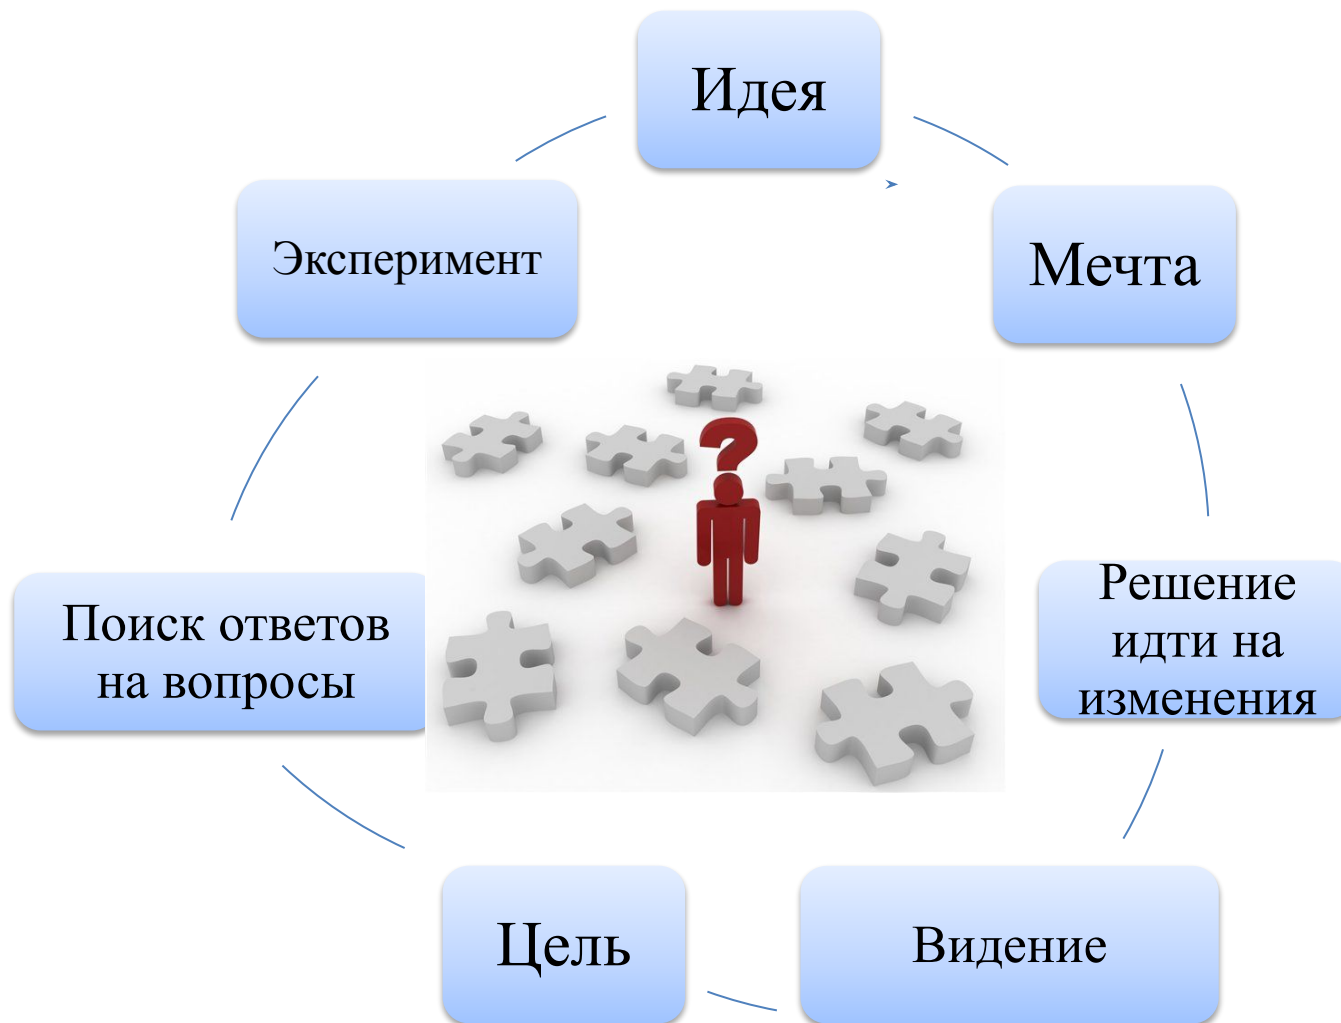 Идея
Мечта
Решение
идти на
изменения
Видение
Цель
Поиск ответов
на вопросы
Эксперимент
?